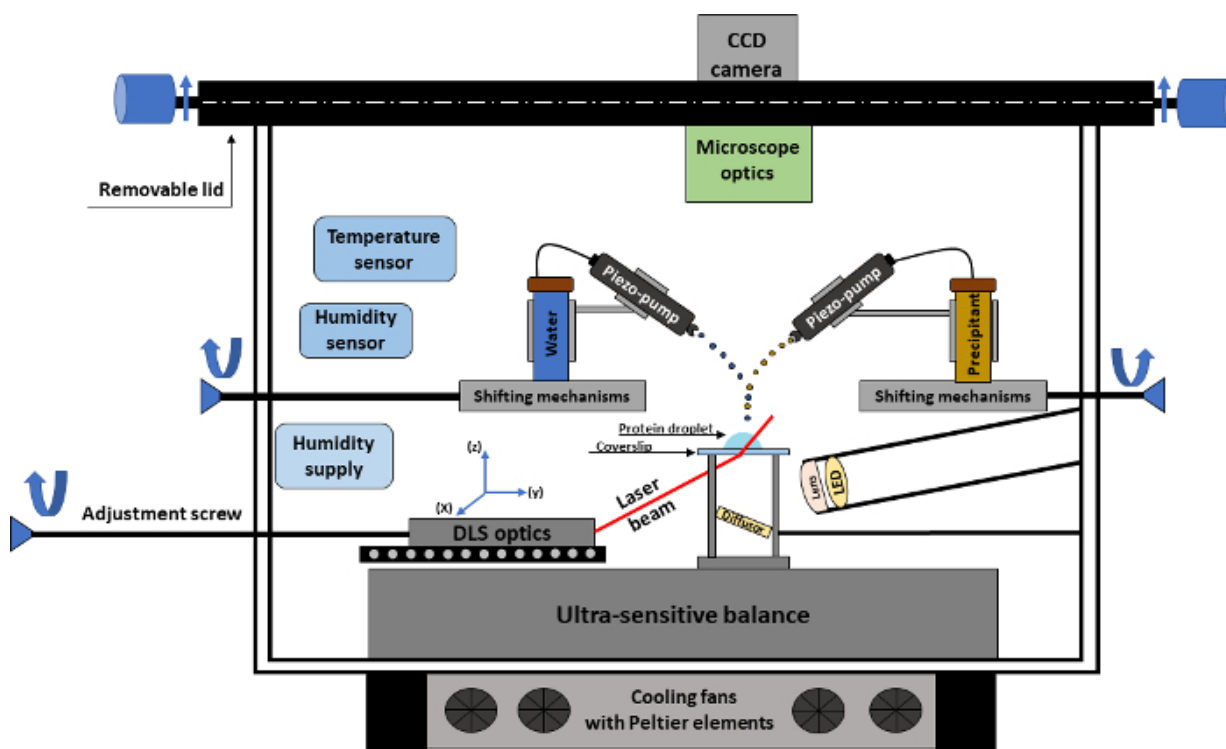 CCD
camera
Microscope
optics
Removable lid
Temperature
sensor
Piezo-pump
Piezo-pump
Humidity
sensor
Water
Precipitant
Shifting mechanisms
Shifting mechanisms
Protein droplet
Coverslip
Humidity
supply
(z)
(y)
(X)
Laser
beam
Lens
LED
Adjustment screw
DLS optics
Diffusor
Ultra-sensitive balance
Cooling fans
with Peltier elements